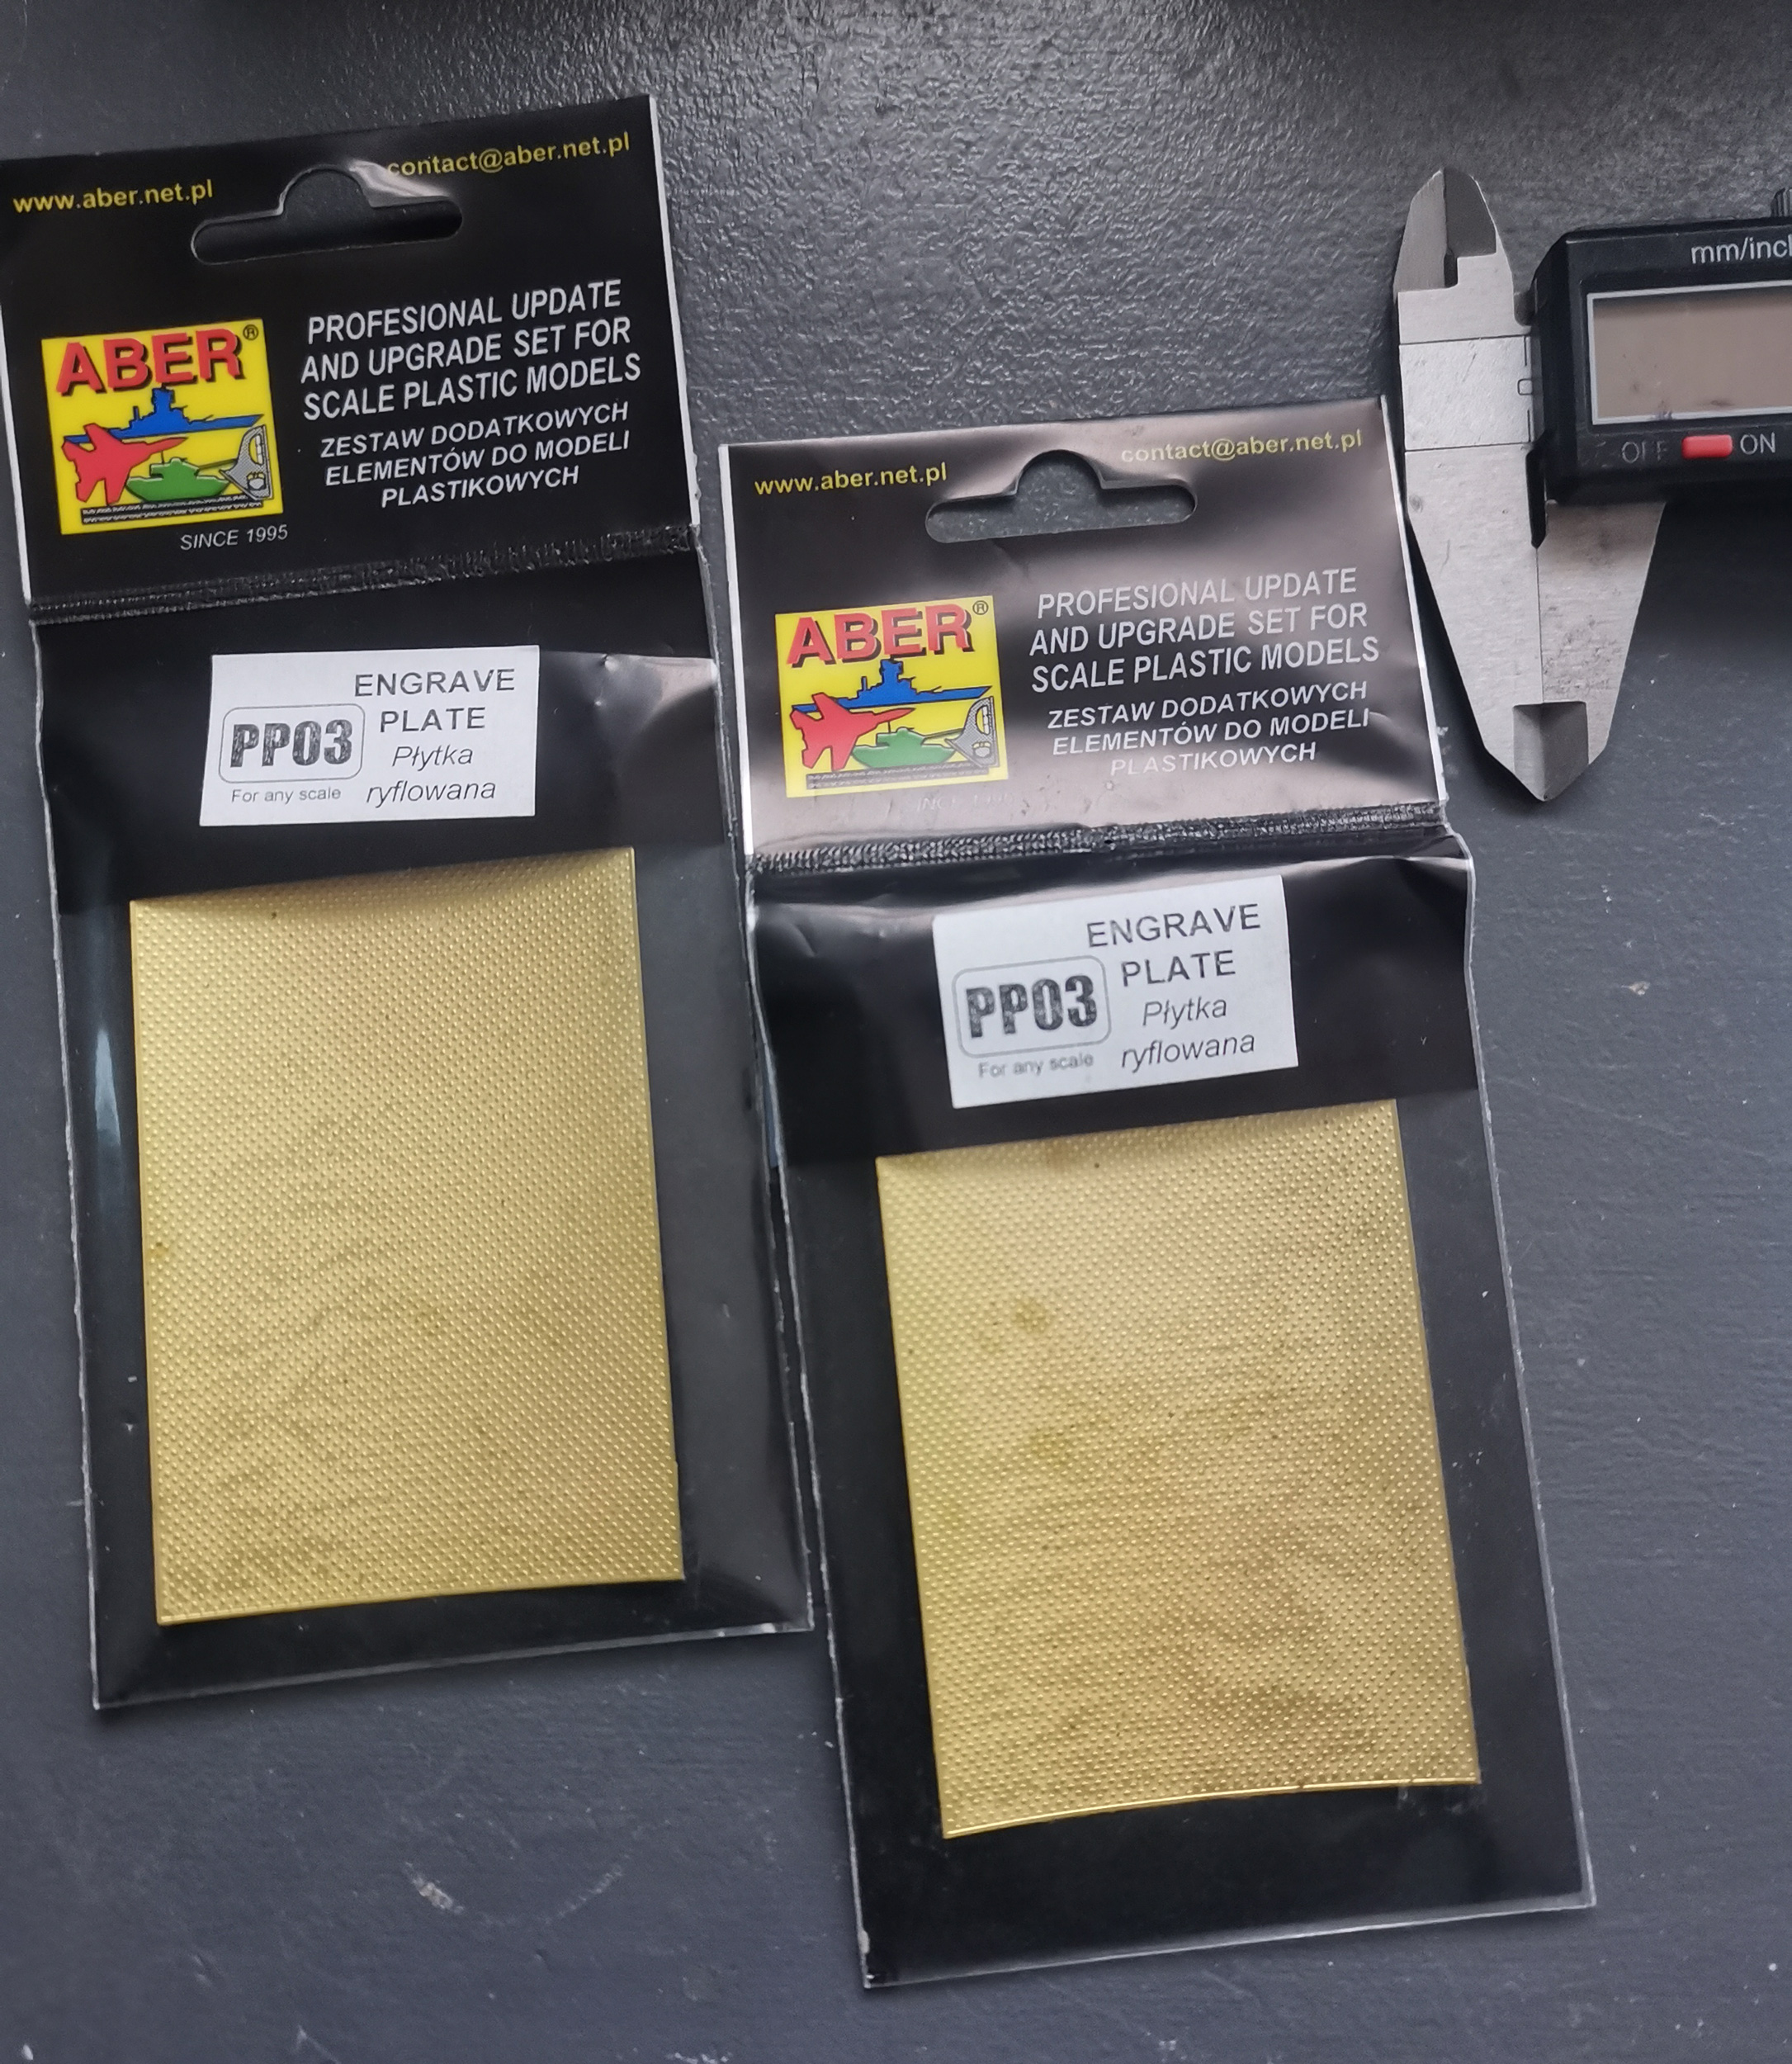 www.aber.net.pl
contact@aber.net.pl
ABER®
PROFESIONAL UPDATE
AND UPGRADE SET FOR
SCALE PLASTIC MODELS
ZESTAW DODATKOWYCH
ELEMENTÓW DO MODELI
PLASTIKOWYCH
SINCE 1995
ENGRAVE
PLATE
PP03
Płytka
For any scale
ryflowana
www.aber.net.pl
contact@aber.net.pl
ABER®
PROFESIONAL UPDATE
AND UPGRADE SET FOR
SCALE PLASTIC MODELS
ZESTAW DODATKOWYCH
ELEMENTÓW DO MODELI
PLASTIKOWYCH
ENGRAVE
PLATE
PP03
Płytka
For any scale
ryflowana
mm/incl
OFF ON